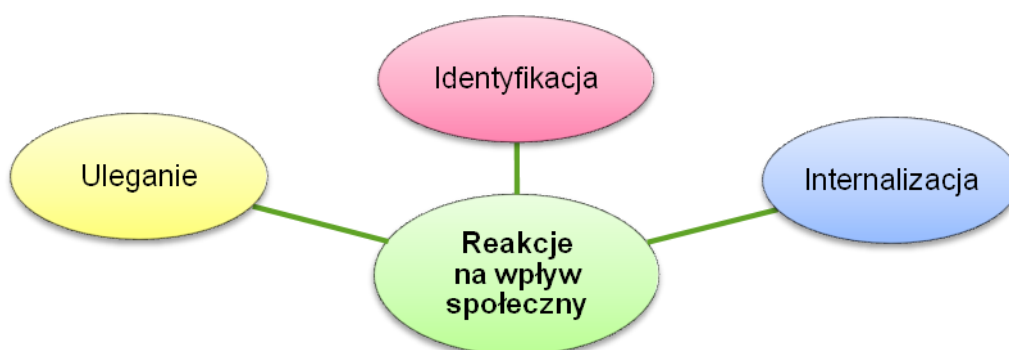 Identyfikacja
Uleganie
Internalizacja
Reakcje
na wpływ
społeczny